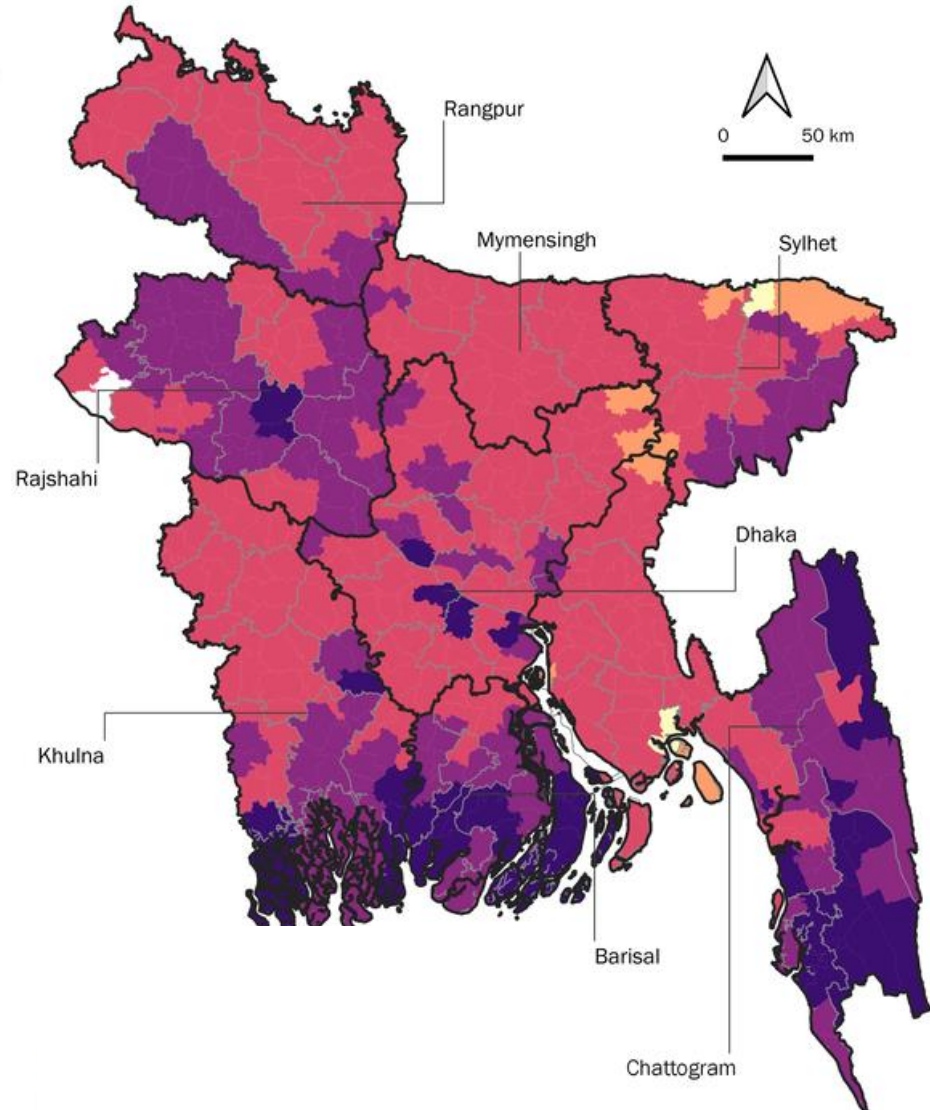 Rangpur
0 50 km
Mymensingh
Sylhet
Rajshahi
Dhaka
Khulna
Barisal
Chattogram